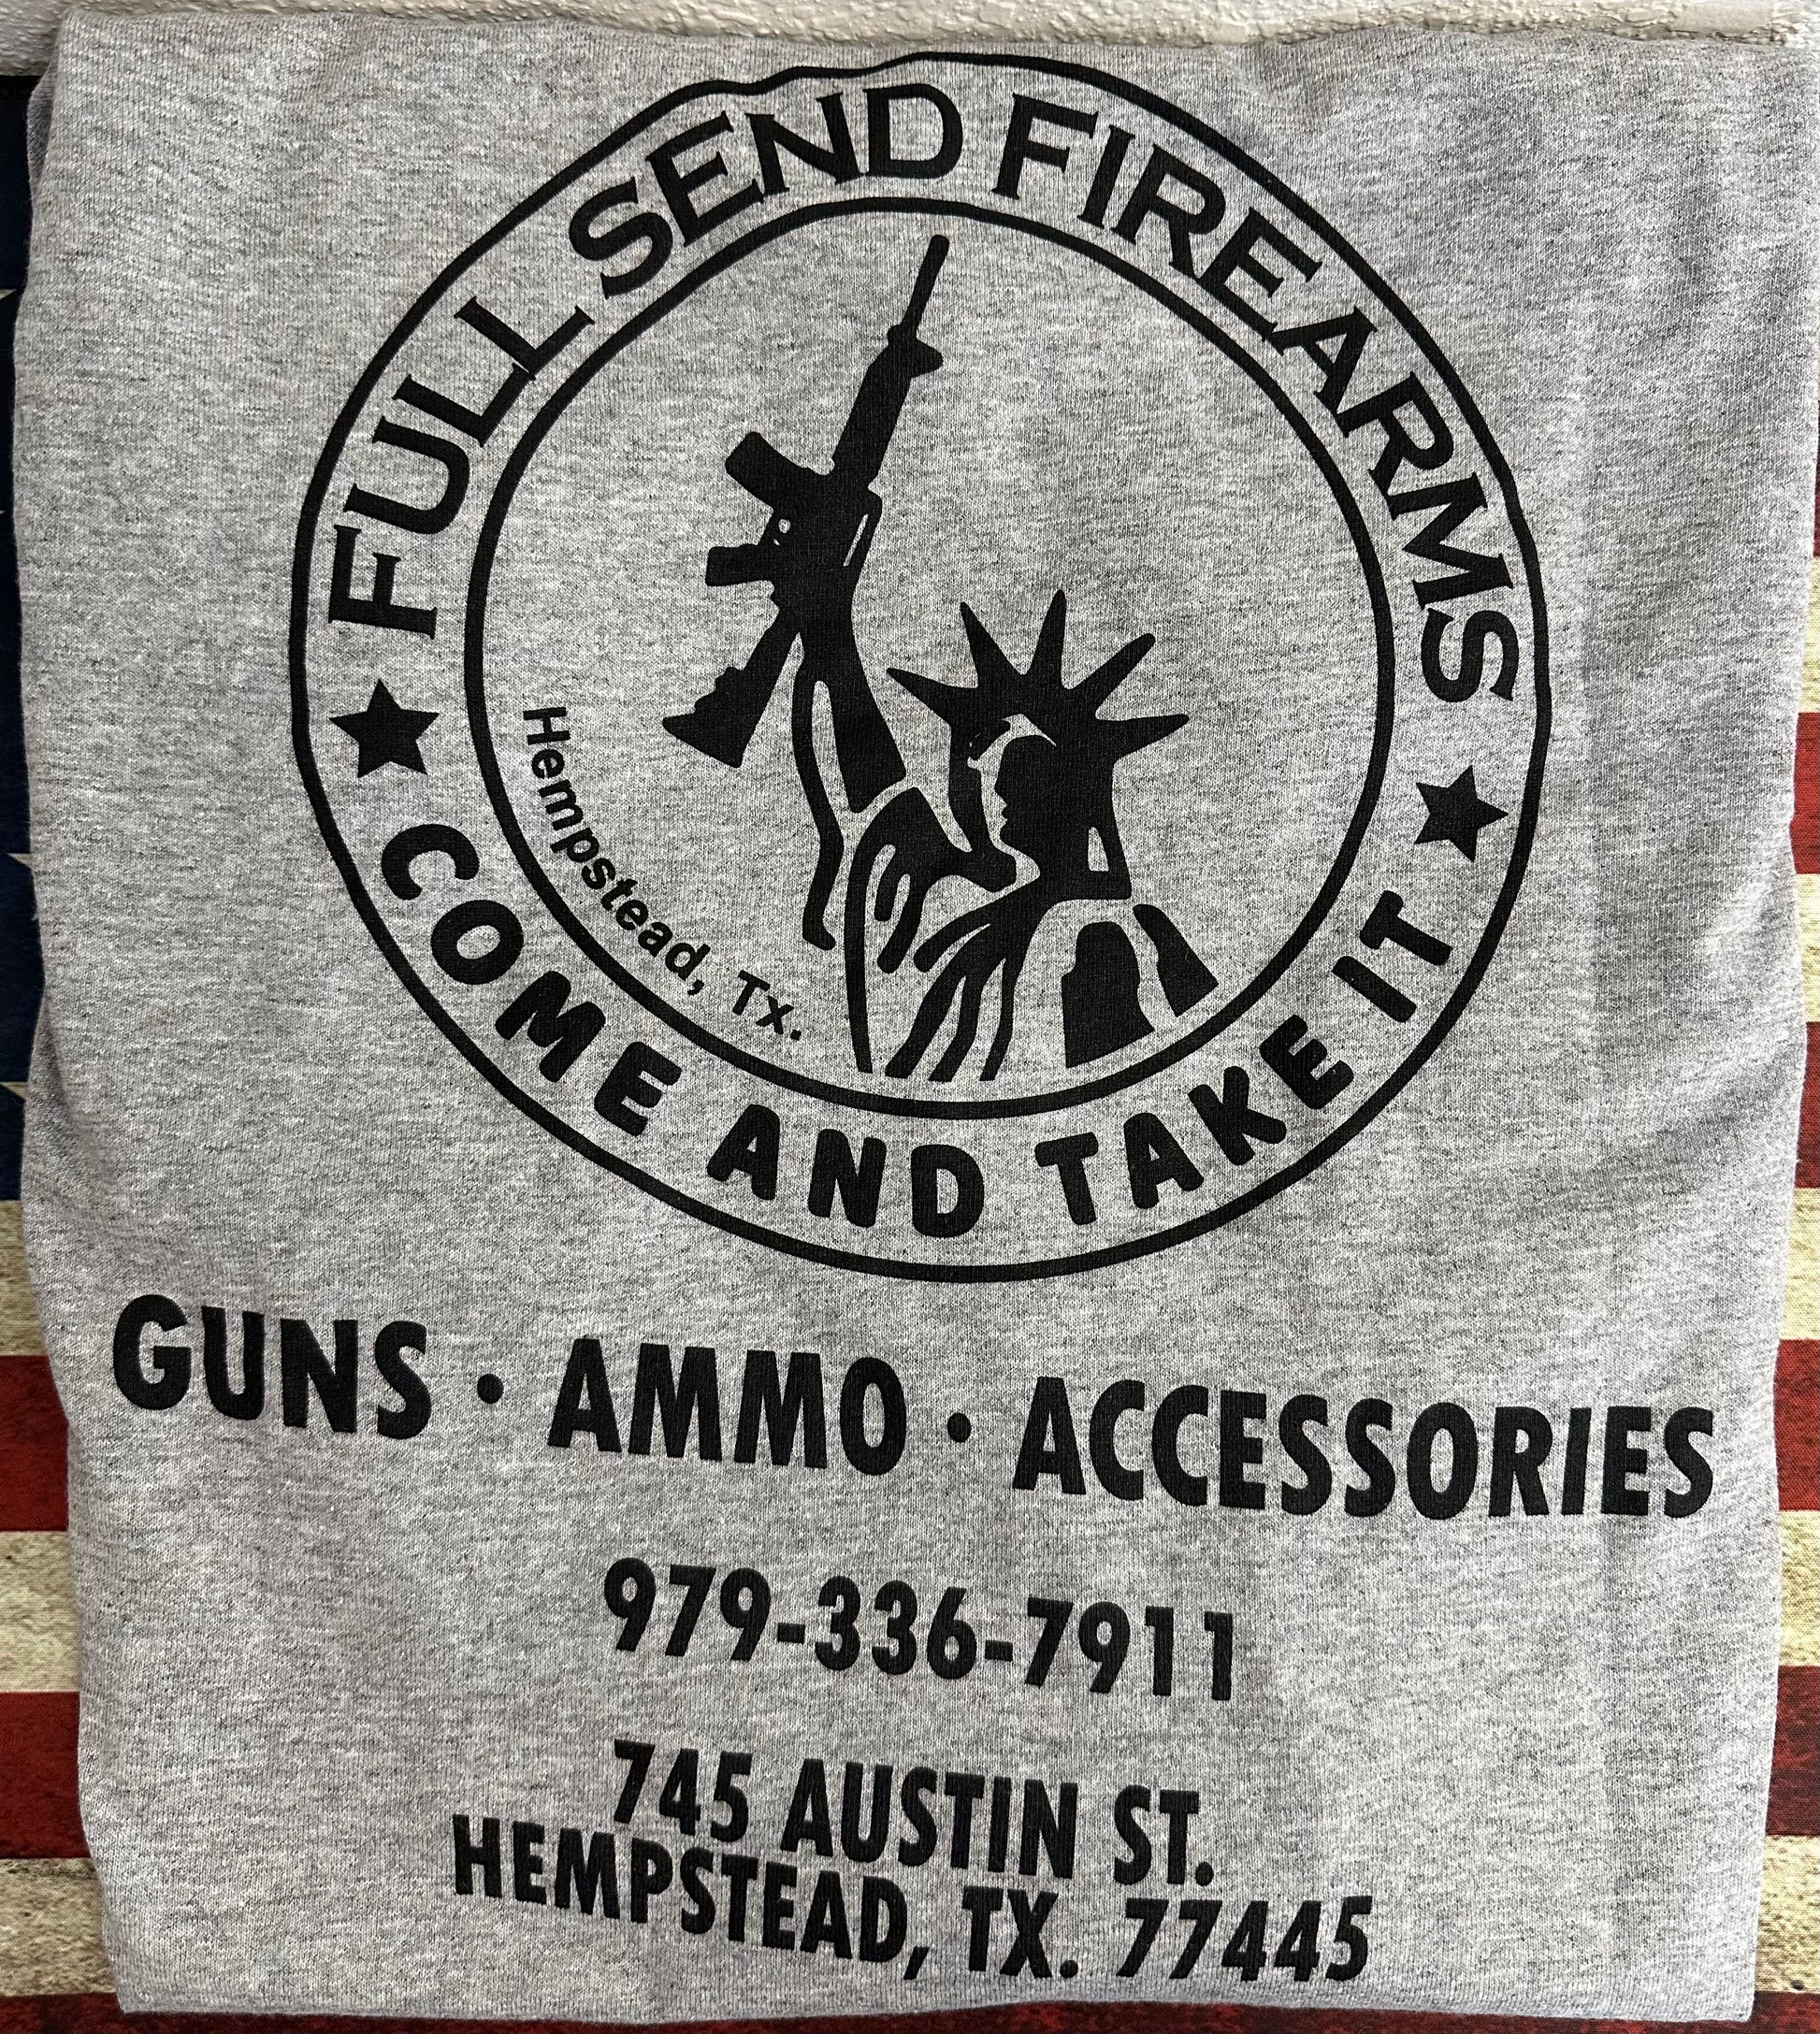 FULL SEND FIREARMS
Hempstead, Tx.
COME AND TAKE IT
GUNS • AMMO • ACCESSORIES
979-336-7911
745 AUSTIN ST.
HEMPSTEAD, TX. 77445